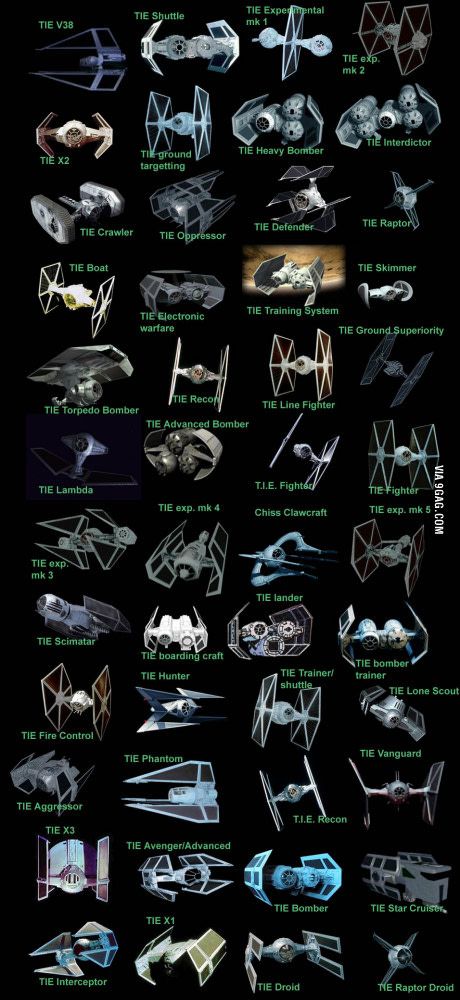 TIE V38
TIE Shuttle
TIE Experimental
mk 1
TIE exp.
mk 2
TIE X2
TIE ground
targetting
TIE Heavy Bomber
TIE Interdictor
TIE Crawler
TIE Oppressor
TIE Defender
TIE Raptor
TIE Boat
TIE Electronic
warfare
TIE Training System
TIE Skimmer
TIE Torpedo Bomber
TIE Recon
TIE Line Fighter
TIE Ground Superiority
TIE Lambda
TIE Advanced Bomber
T.I.E. Fighter
TIE Fighter
VIA 9GAG.COM
TIE exp.
mk 3
TIE exp. mk 4
Chiss Clawcraft
TIE exp. mk 5
TIE Scimatar
TIE boarding craft
TIE lander
TIE bomber
trainer
TIE Fire Control
TIE Hunter
TIE Trainer/
shuttle
TIE Lone Scout
TIE Aggressor
TIE Phantom
T.I.E. Recon
TIE Vanguard
TIE X3
TIE Avenger/Advanced
TIE Bomber
TIE Star Cruiser
TIE Interceptor
TIE X1
TIE Droid
TIE Raptor Droid